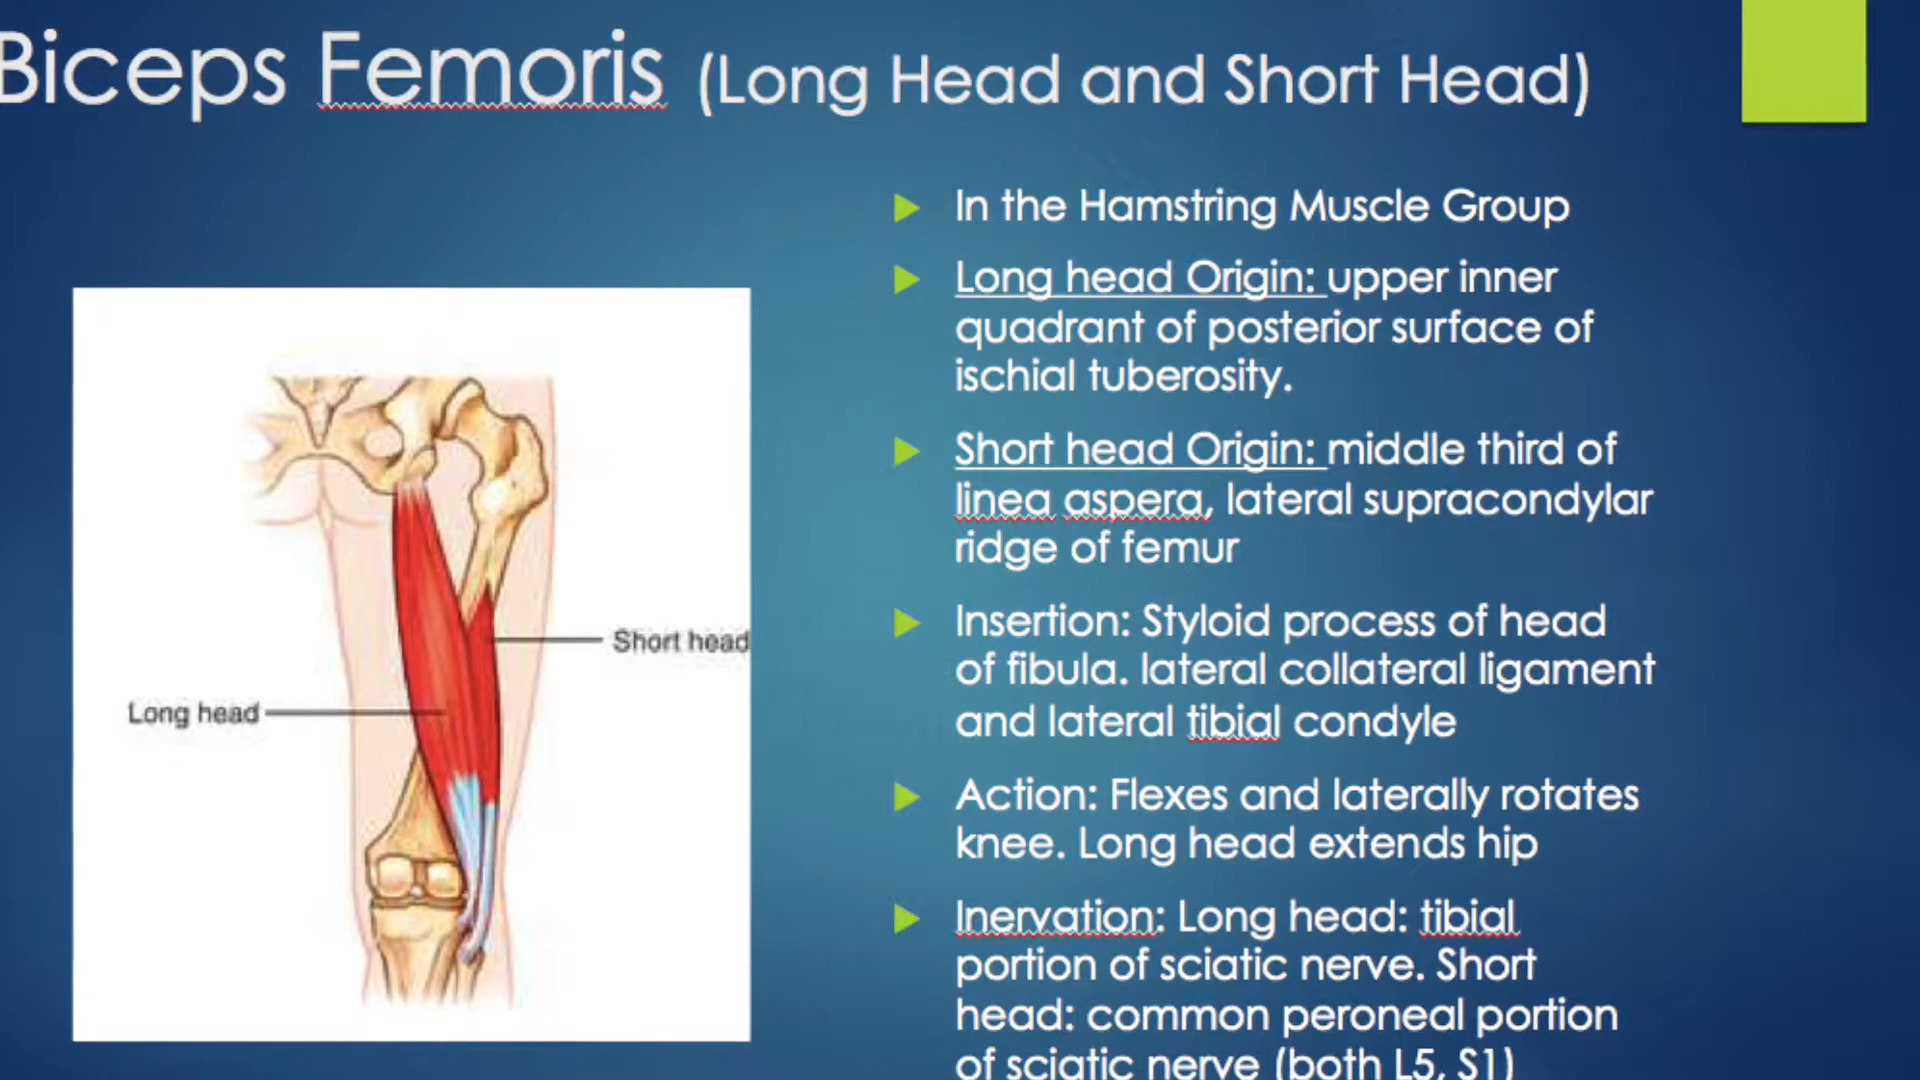 Biceps Femoris (Long Head and Short Head)
In the Hamstring Muscle Group
Long head Origin: upper inner
quadrant of posterior surface of
ischial tuberosity.
Short head Origin: middle third of
linea aspera, lateral supracondylar
ridge of femur
Insertion: Styloid process of head
of fibula. lateral collateral ligament
and lateral tibial condyle
Action: Flexes and laterally rotates
knee. Long head extends hip
Inervation: Long head: tibial
portion of sciatic nerve. Short
head: common peroneal portion
of sciatic nerve (both L5, S1)
Short head
Long head